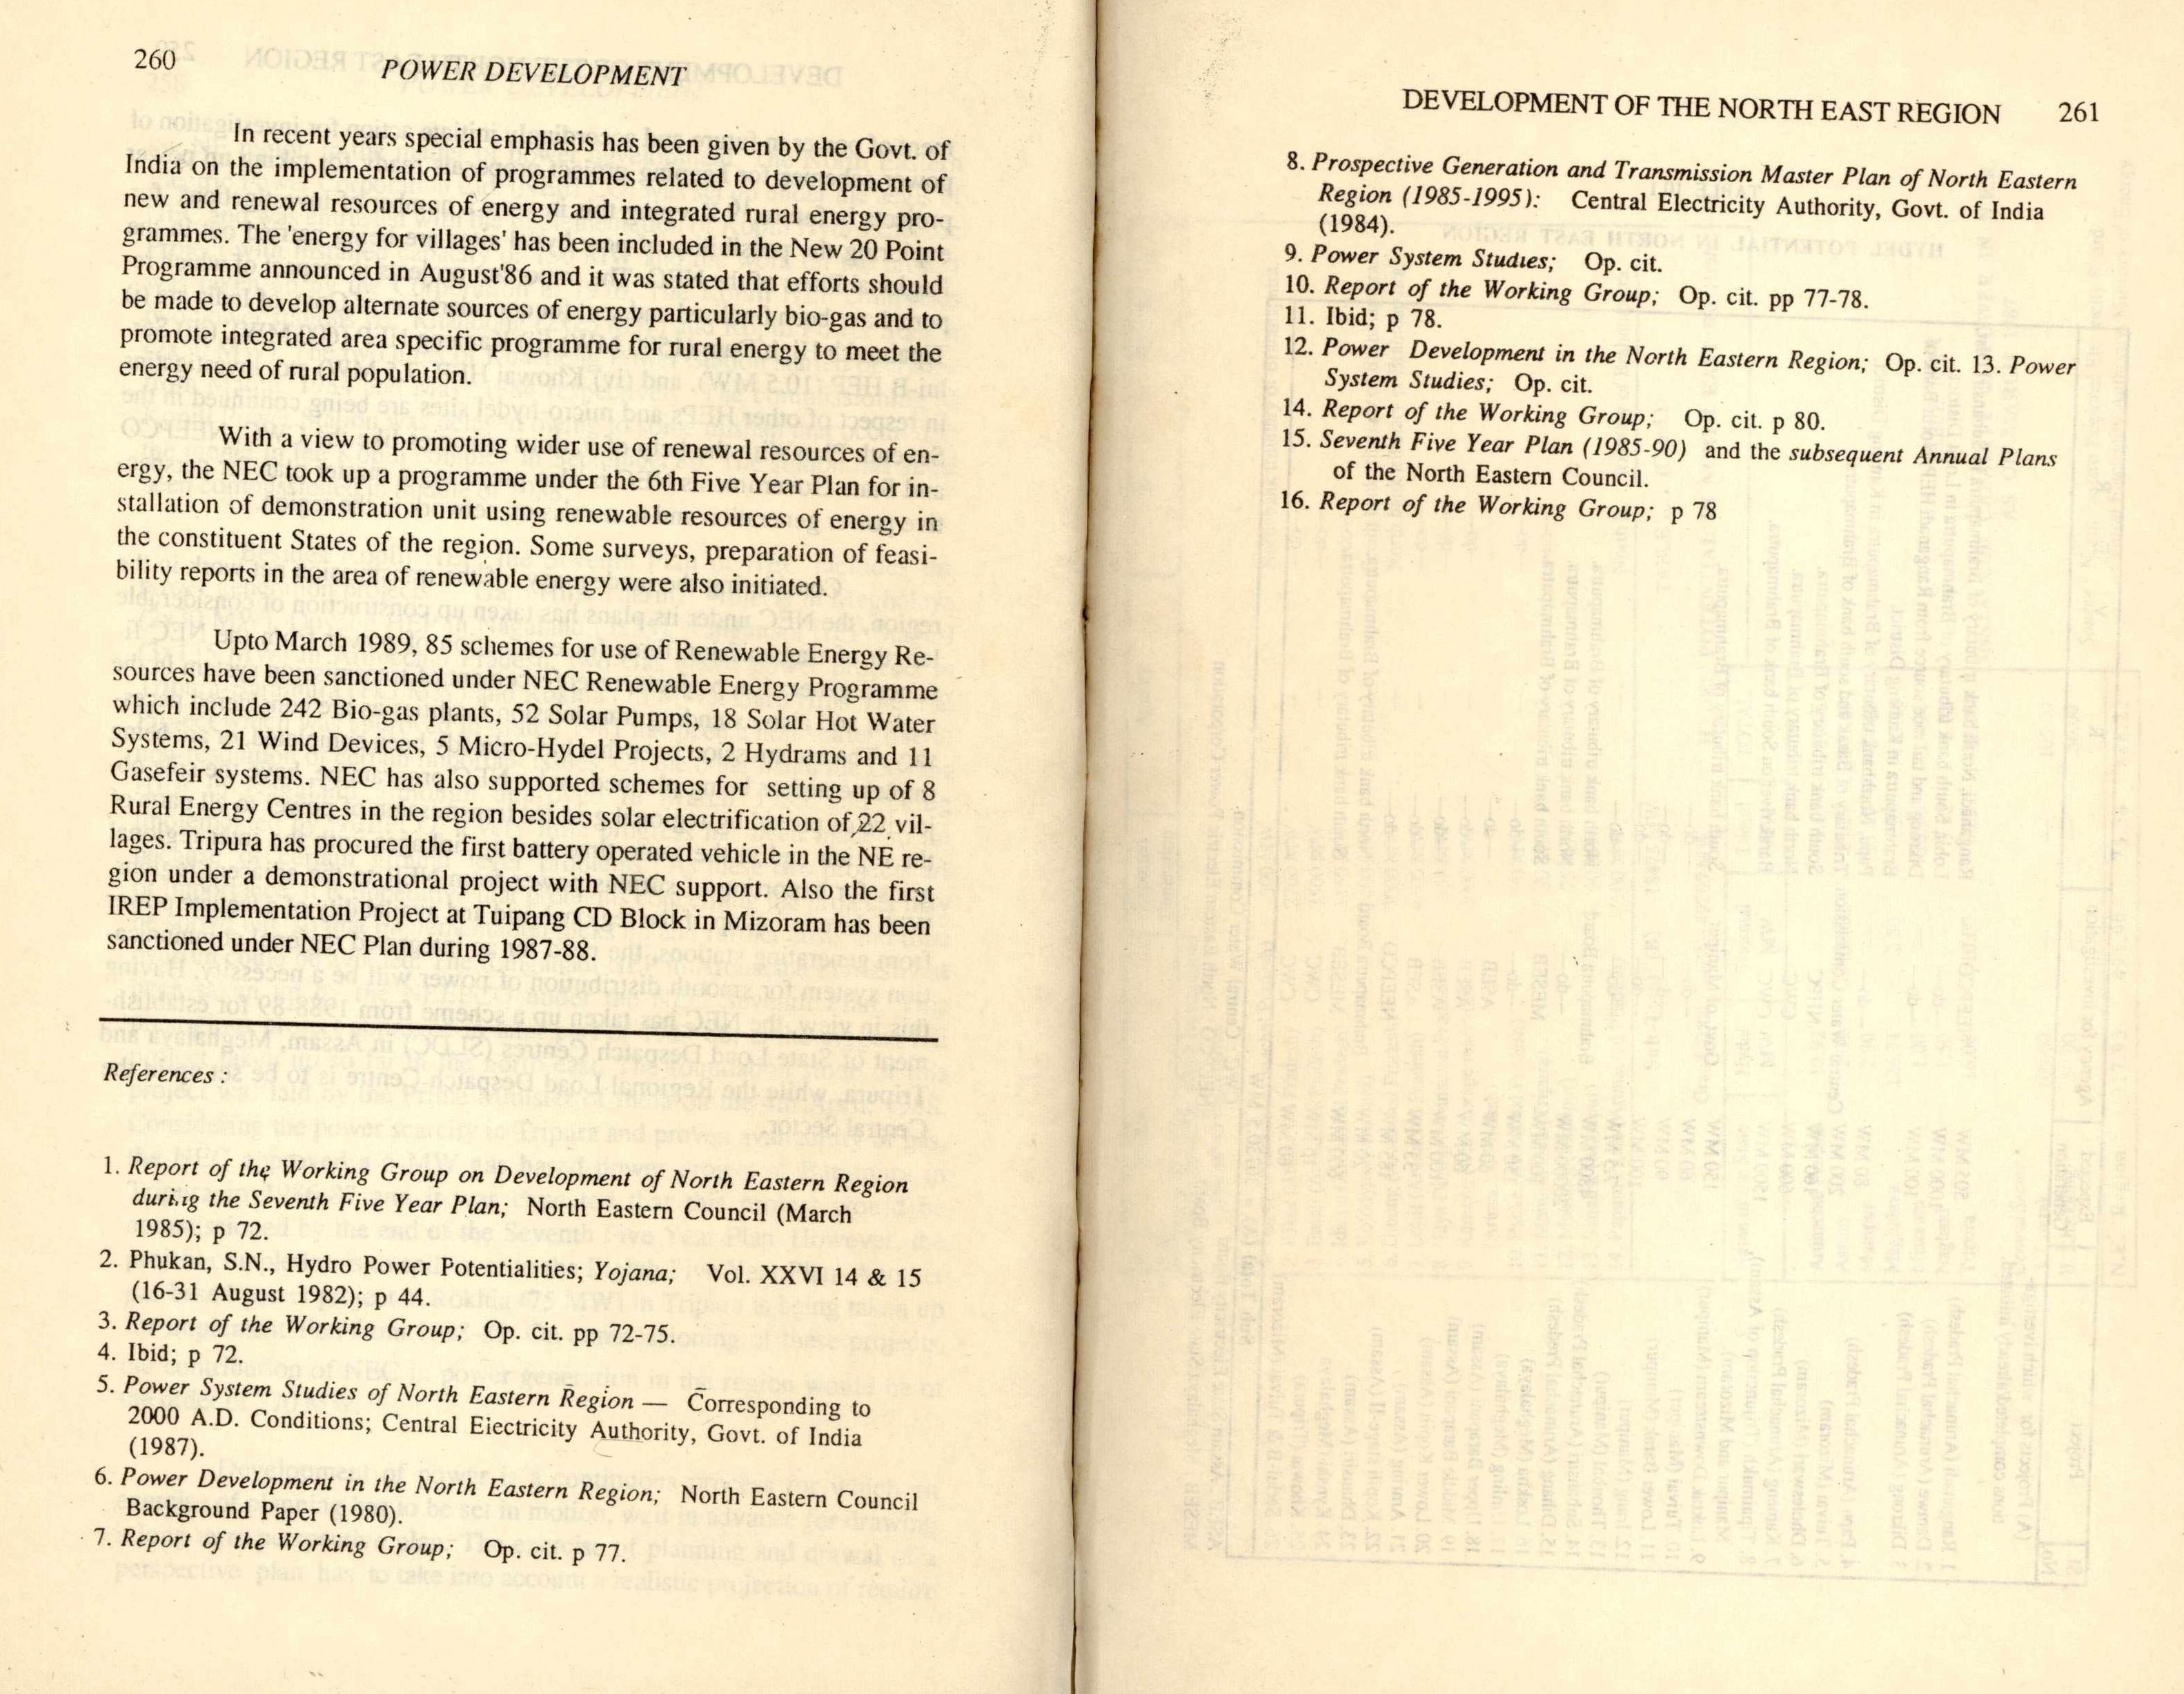 260
POWER DEVELOPMENT
In recent years special emphasis has been given by the Govt. of
India on the implementation of programmes related to development of
new and renewal resources of energy and integrated rural energy pro-
grammes. The 'energy for villages' has been included in the New 20 Point
Programme announced in August'86 and it was stated that efforts should
be made to develop alternate sources of energy particularly bio-gas and to
promote integrated area specific programme for rural energy to meet the
energy need of rural population.
With a view to promoting wider use of renewal resources of en-
ergy, the NEC took up a programme under the 6th Five Year Plan for in-
stallation of demonstration unit using renewable resources of energy in
the constituent States of the region. Some surveys, preparation of feasi-
bility reports in the area of renewable energy were also initiated.
Upto March 1989, 85 schemes for use of Renewable Energy Re-
sources have been sanctioned under NEC Renewable Energy Programme
which include 242 Bio-gas plants, 52 Solar Pumps, 18 Solar Hot Water
Systems, 21 Wind Devices, 5 Micro-Hydel Projects, 2 Hydrams and 11
Gasefeir systems. NEC has also supported schemes for setting up of 8
Rural Energy Centres in the region besides solar electrification of 22 vil-
lages. Tripura has procured the first battery operated vehicle in the NE re-
gion under a demonstrational project with NEC support. Also the first
IREP Implementation Project at Tuipang CD Block in Mizoram has been
sanctioned under NEC Plan during 1987-88.
References :
1. Report of the Working Group on Development of North Eastern Region
during the Seventh Five Year Plan; North Eastern Council (March
1985); p 72.
2. Phukan, S.N., Hydro Power Potentialities; Yojana; Vol. XXVI 14 & 15
(16-31 August 1982); p 44.
3. Report of the Working Group; Op. cit. pp 72-75.
4. Ibid; p 72.
5. Power System Studies of North Eastern Region — Corresponding to
2000 A.D. Conditions; Central Eiectricity Authority, Govt. of India
(1987).
6. Power Development in the North Eastern Region; North Eastern Council
Background Paper (1980).
7. Report of the Working Group; Op. cit. p 77.
DEVELOPMENT OF THE NORTH EAST REGION 261
8. Prospective Generation and Transmission Master Plan of North Eastern
Region (1985-1995): Central Electricity Authority, Govt. of India
(1984).
9. Power System Studies; Op. cit.
10. Report of the Working Group; Op. cit. pp 77-78.
11. Ibid; p 78.
12. Power Development in the North Eastern Region; Op. cit. 13. Power
System Studies; Op. cit.
14. Report of the Working Group; Op. cit. p 80.
15. Seventh Five Year Plan (1985-90) and the subsequent Annual Plans
of the North Eastern Council.
16. Report of the Working Group; p 78